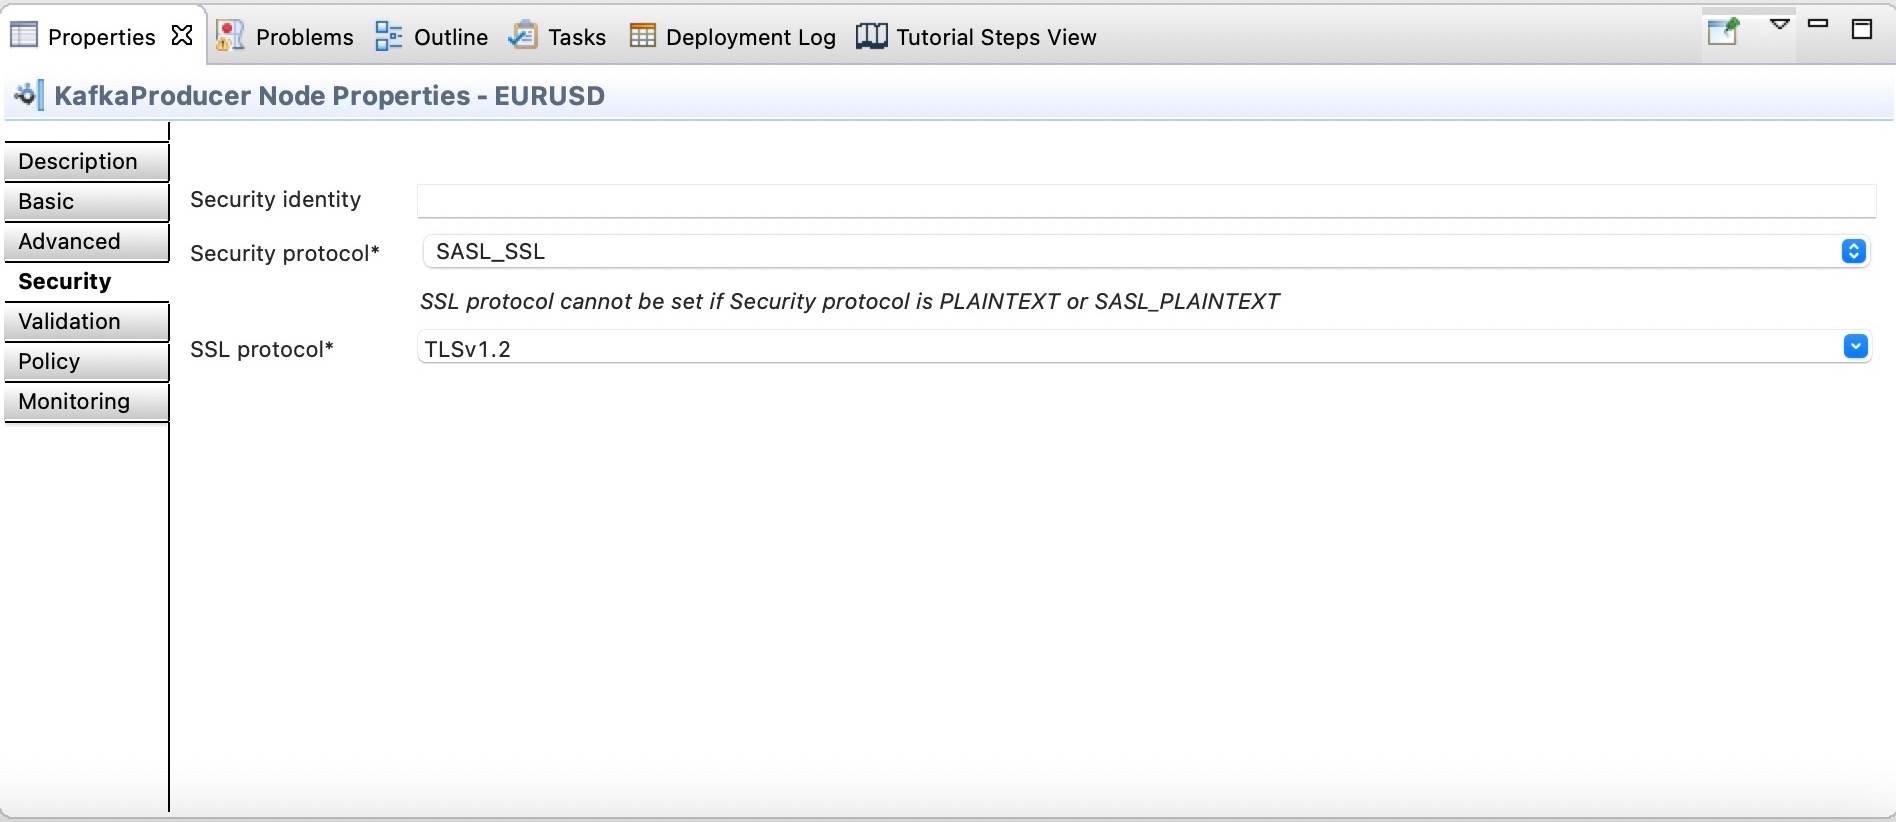 Properties Problems Outline Tasks Deployment Log Tutorial Steps View
KafkaProducer Node Properties - EURUSD
Description
Basic
Advanced
Security
Validation
Policy
Monitoring
Security identity
Security protocol* SASL_SSL
SSL protocol cannot be set if Security protocol is PLAINTEXT or SASL_PLAINTEXT
SSL protocol* TLSv1.2